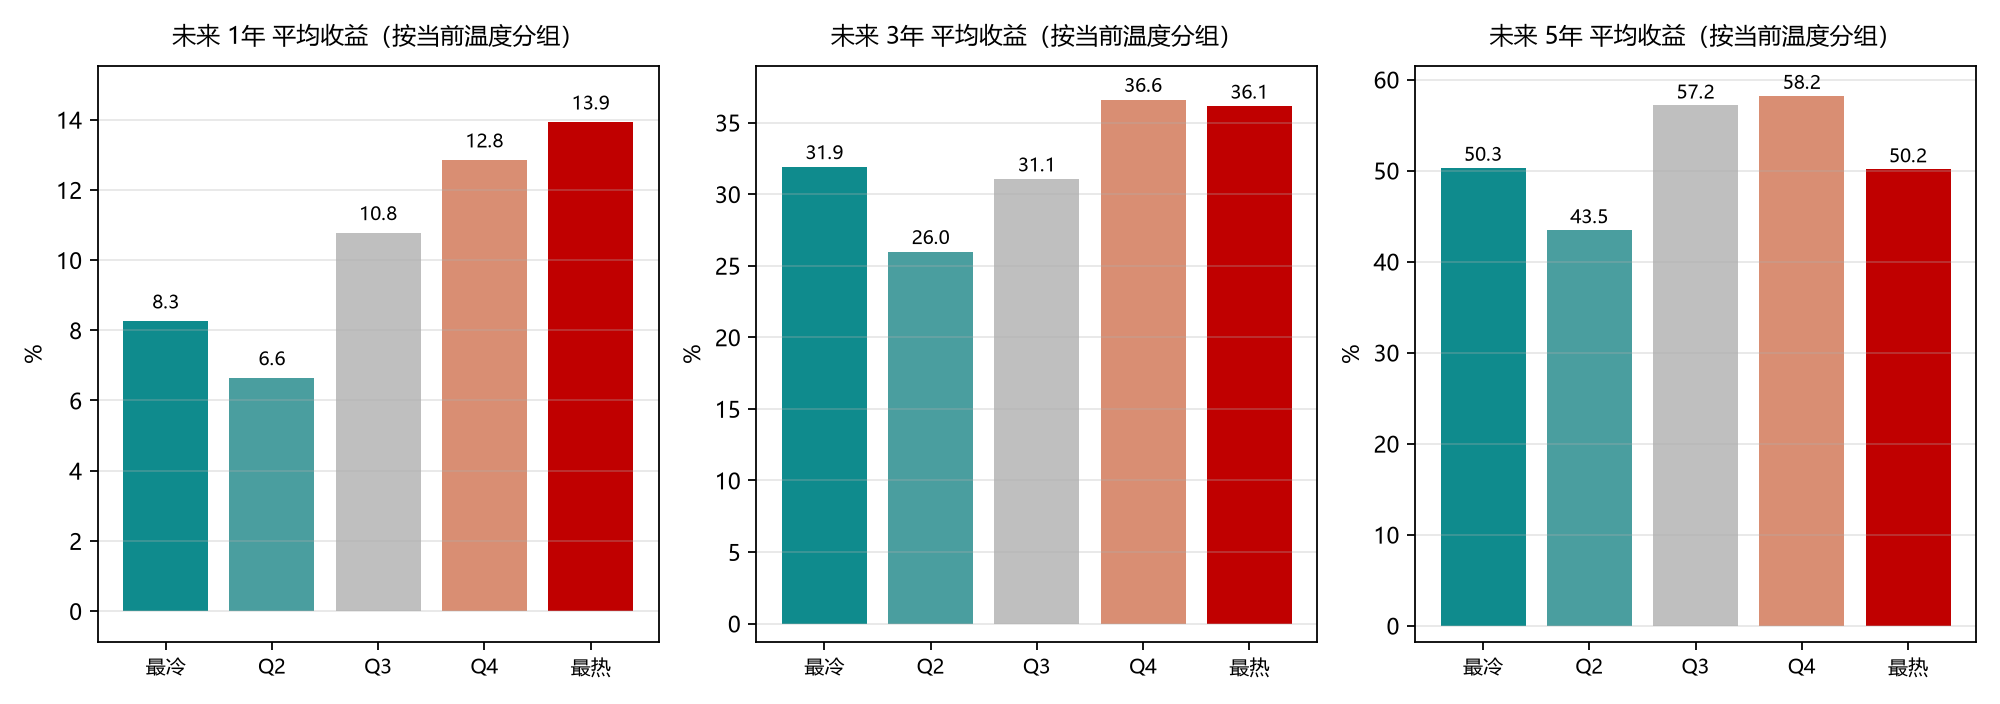 未来 1年 平均收益（按当前温度分组）
%
14
12
10
8
6
4
2
0
8.3
6.6
10.8
12.8
13.9
最冷
Q2
Q3
Q4
最热
未来 3年 平均收益（按当前温度分组）
%
35
30
25
20
15
10
5
0
31.9
26.0
31.1
36.6
36.1
最冷
Q2
Q3
Q4
最热
未来 5年 平均收益（按当前温度分组）
%
60
50
40
30
20
10
0
50.3
43.5
57.2
58.2
50.2
最冷
Q2
Q3
Q4
最热